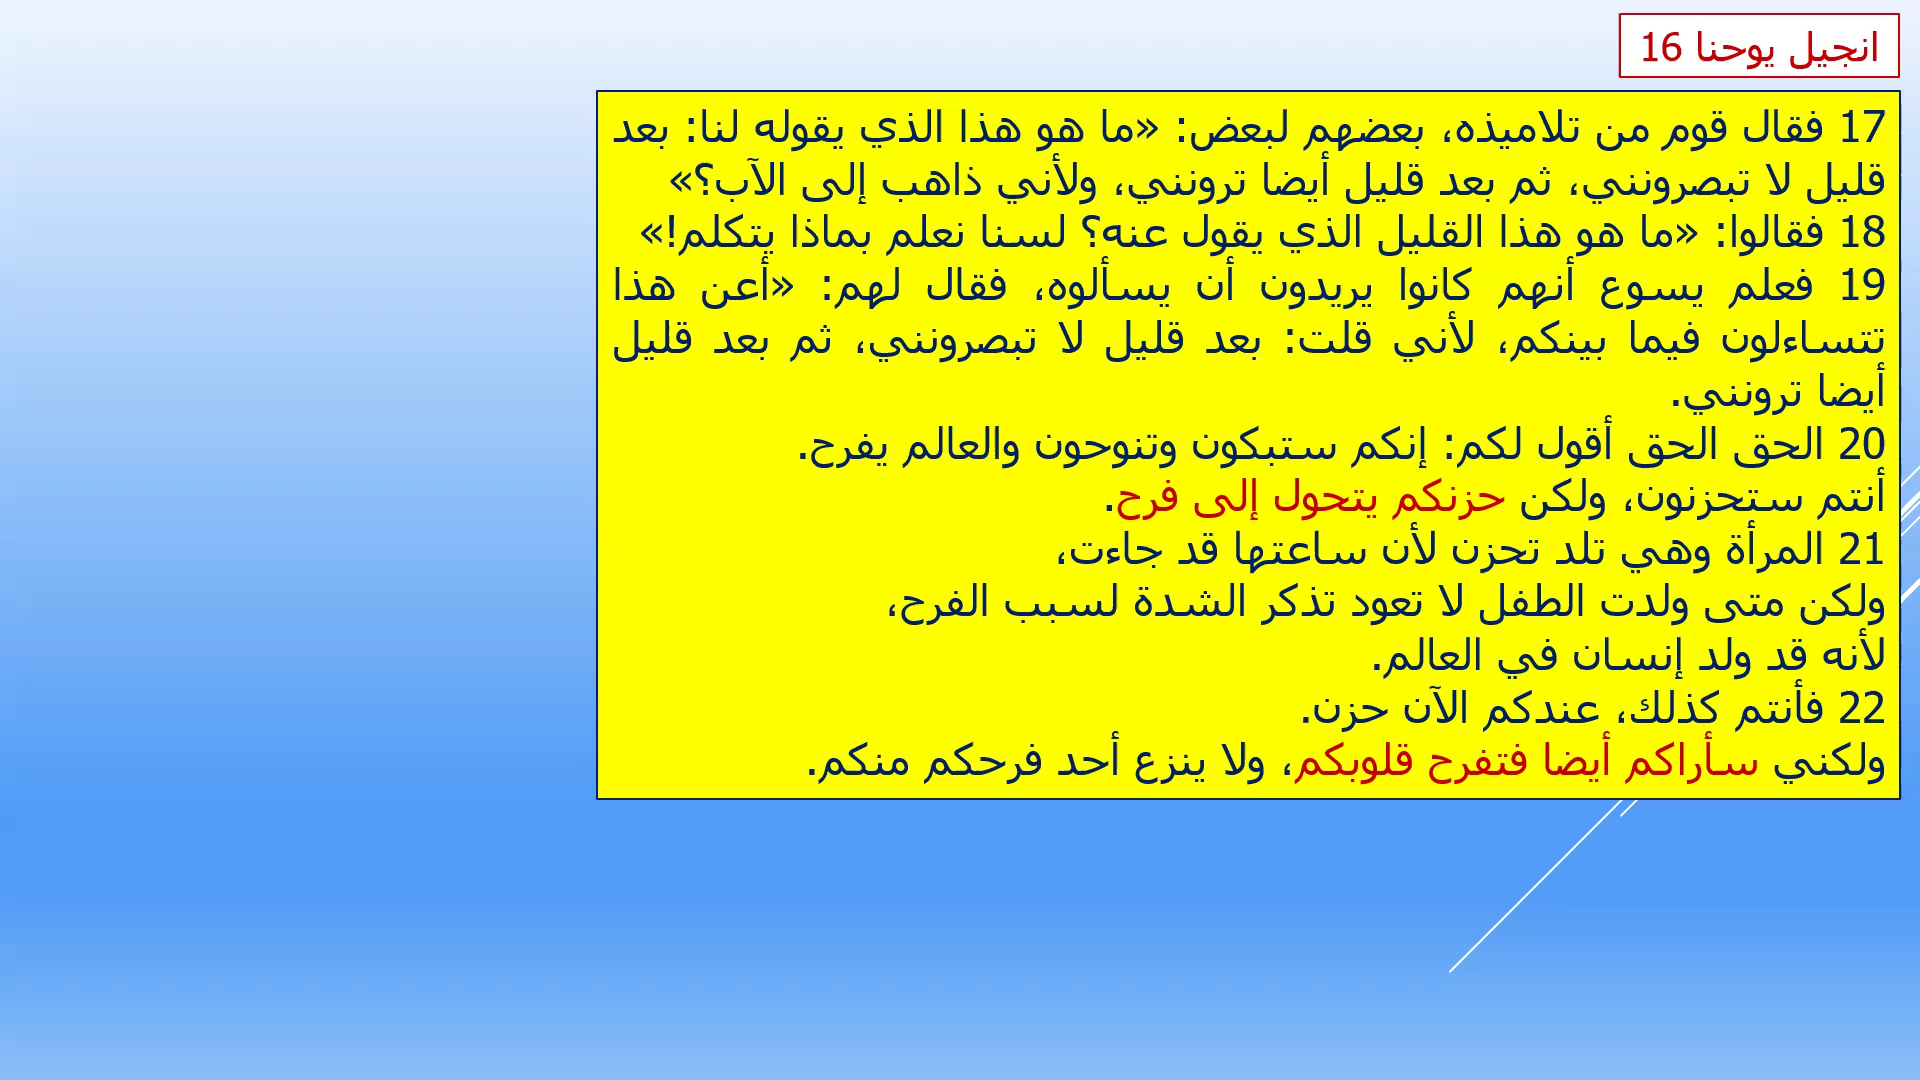 انجيل يوحنا 16
17 فقال قوم من تلاميذه، بعضهم لبعض: «ما هو هذا الذي يقوله لنا: بعد
قليل لا تبصرونني، ثم بعد قليل أيضا ترونني، ولأني ذاهب إلى الآب؟»
18 فقالوا: «ما هو هذا القليل الذي يقول عنه؟ لسنا نعلم بماذا يتكلم!»
19 فعلم يسوع أنهم كانوا يريدون أن يسألوه، فقال لهم: «أعن هذا
تتساءلون فيما بينكم، لأني قلت: بعد قليل لا تبصرونني، ثم بعد قليل
أيضا ترونني.
20 الحق الحق أقول لكم: إنكم ستبكون وتنوحون والعالم يفرح.
أنتم ستحزنون، ولكن حزنكم يتحول إلى فرح.
21 المرأة وهي تلد تحزن لأن ساعتها قد جاءت،
ولكن متى ولدت الطفل لا تعود تذكر الشدة لسبب الفرح،
لأنه قد ولد إنسان في العالم.
22 فأنتم كذلك، عندكم الآن حزن.
ولكني سأراكم أيضا فتفرح قلوبكم، ولا ينزع أحد فرحكم منكم.